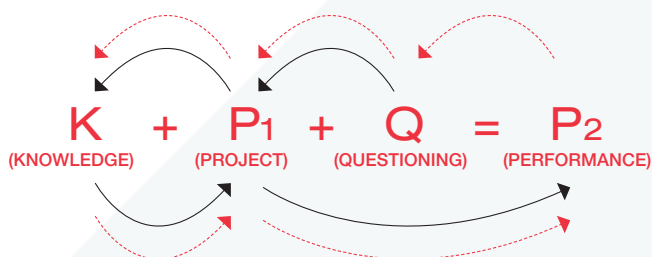 K + P1 + Q = P2
(KNOWLEDGE) (PROJECT) (QUESTIONING) (PERFORMANCE)